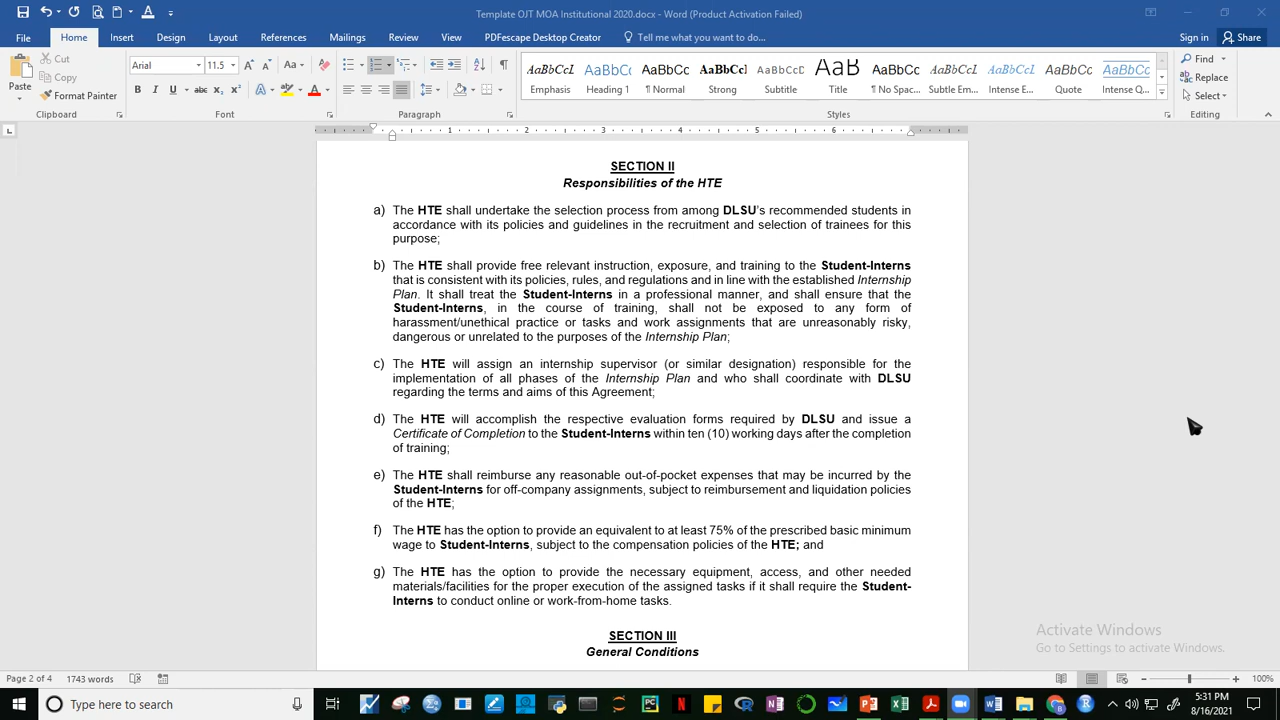 Template OJT MOA Institutional 2020.docx - Word (Product Activation Failed)
File Home Insert Design Layout References Mailings Review View PDFescape Desktop Creator Tell me what you want to do... Sign in Share
Cut
Copy
Format Painter
Paste
Arial 11.5
AaBbCcI AaBbCc AaBbCc AaBbCcI AaBbCc AaB AaBbCc AaBbCc AaBbCc AaBbCc AaBbCc
Emphasis Heading 1 ¶ Normal Strong Subtitle Title ¶ No Spac... Subtle Em... Intense E... Quote Intense Q...
Find
Replace
Select
Clipboard Font Paragraph Styles Editing
1 2 3 4 5 6
SECTION II
Responsibilities of the HTE
a) The HTE shall undertake the selection process from among DLSU's recommended students in
accordance with its policies and guidelines in the recruitment and selection of trainees for this
purpose;
b) The HTE shall provide free relevant instruction, exposure, and training to the Student-Interns
that is consistent with its policies, rules, and regulations and in line with the established Internship
Plan. It shall treat the Student-Interns in a professional manner, and shall ensure that the
Student-Interns, in the course of training, shall not be exposed to any form of
harassment/unethical practice or tasks and work assignments that are unreasonably risky,
dangerous or unrelated to the purposes of the Internship Plan;
c) The HTE will assign an internship supervisor (or similar designation) responsible for the
implementation of all phases of the Internship Plan and who shall coordinate with DLSU
regarding the terms and aims of this Agreement;
d) The HTE will accomplish the respective evaluation forms required by DLSU and issue a
Certificate of Completion to the Student-Interns within ten (10) working days after the completion
of training;
e) The HTE shall reimburse any reasonable out-of-pocket expenses that may be incurred by the
Student-Interns for off-company assignments, subject to reimbursement and liquidation policies
of the HTE;
f) The HTE has the option to provide an equivalent to at least 75% of the prescribed basic minimum
wage to Student-Interns, subject to the compensation policies of the HTE; and
g) The HTE has the option to provide the necessary equipment, access, and other needed
materials/facilities for the proper execution of the assigned tasks if it shall require the Student-
Interns to conduct online or work-from-home tasks.
SECTION III
General Conditions
Activate Windows
Go to Settings to activate Windows.
Page 2 of 4 1743 words 100%
Type here to search
5:31 PM
8/16/2021